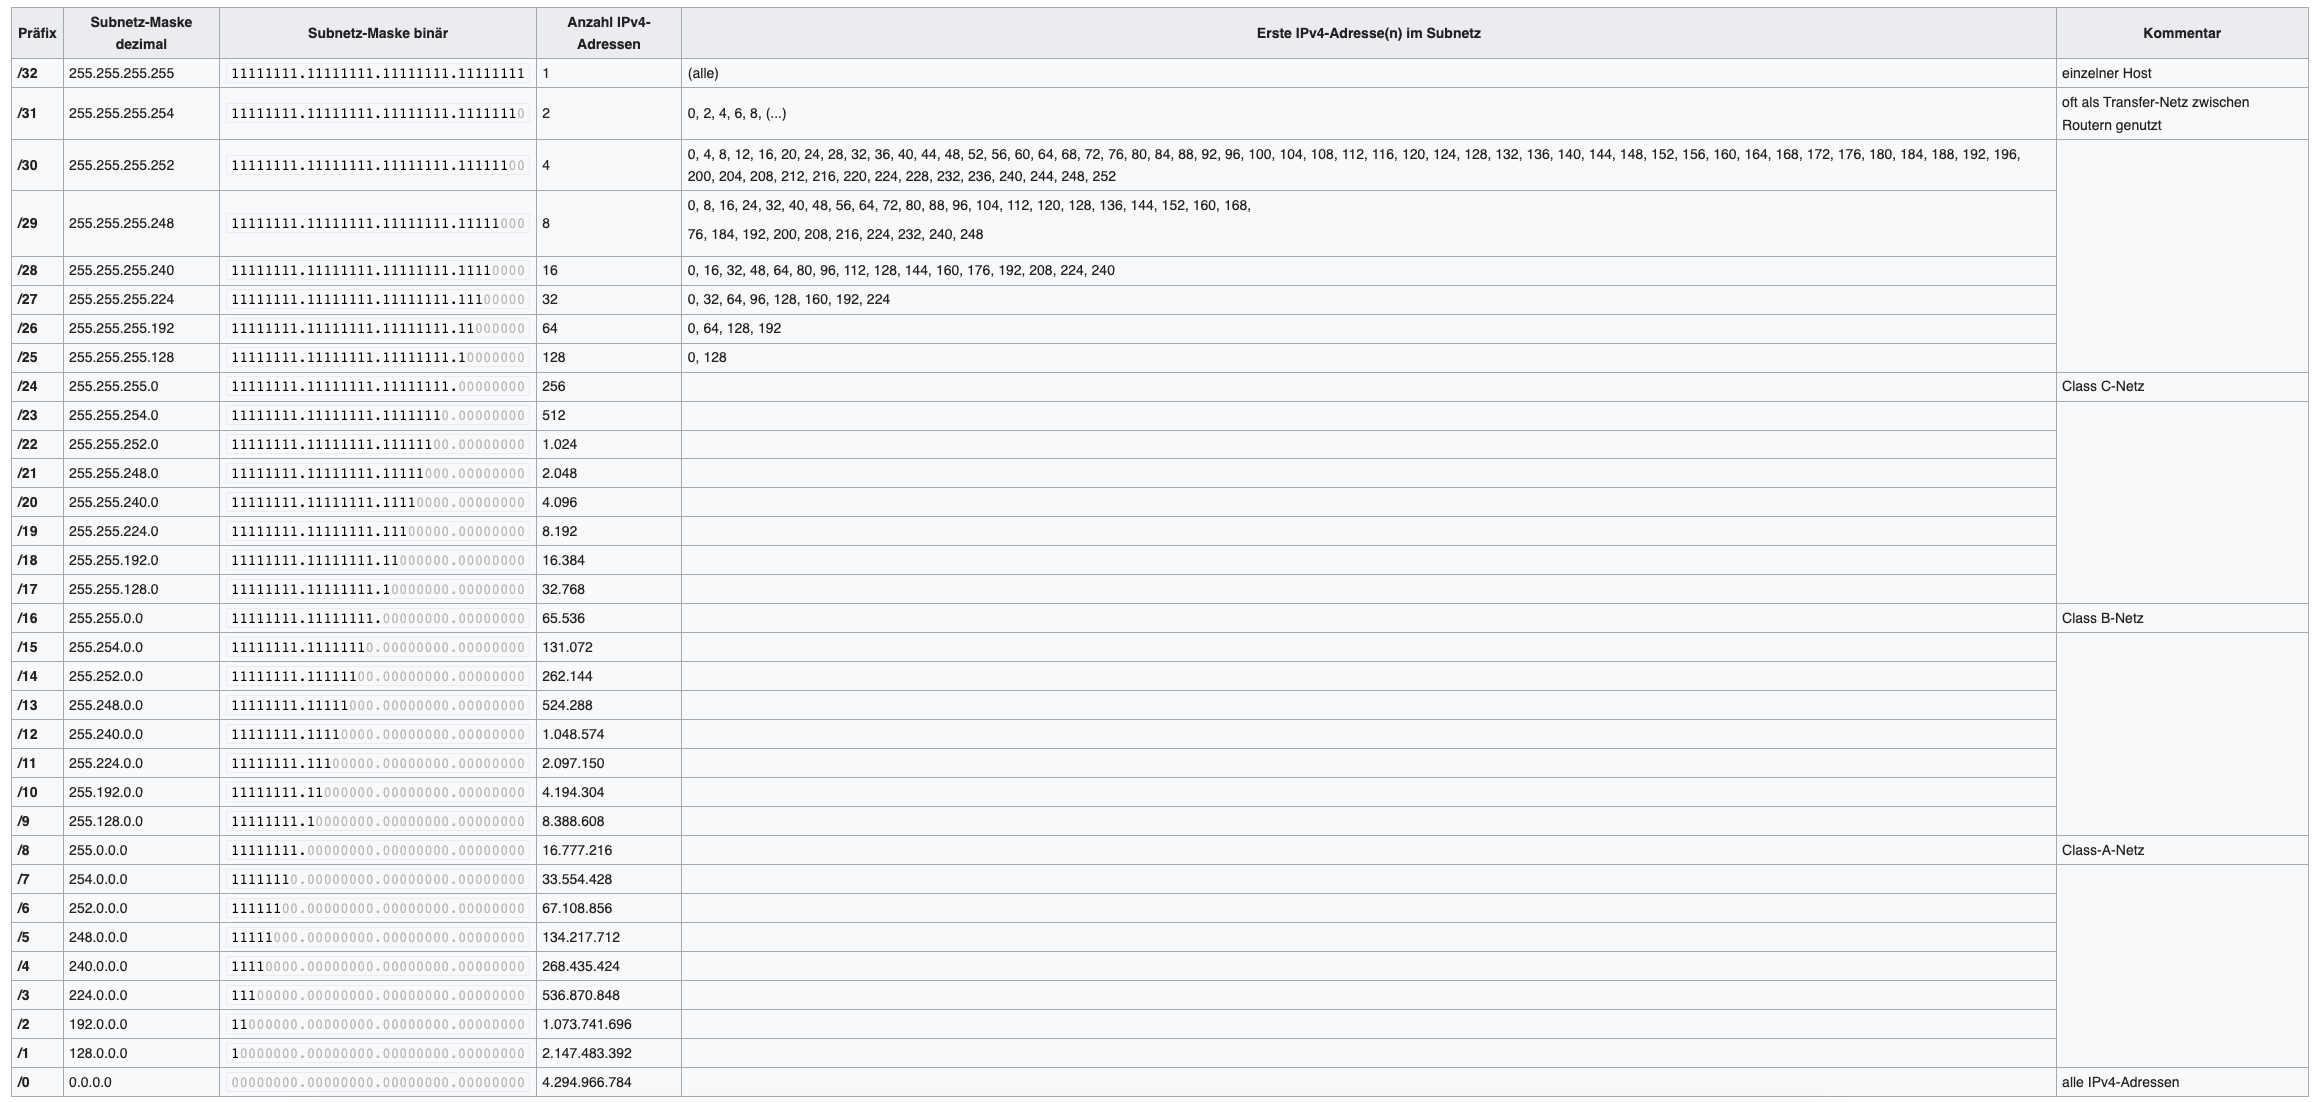 Präfix Subnetz-Maske dezimal Subnetz-Maske binär Anzahl IPv4-Adressen Erste IPv4-Adresse(n) im Subnetz Kommentar
/32 255.255.255.255 11111111.11111111.11111111.11111111 1 (alle) einzelner Host
/31 255.255.255.254 11111111.11111111.11111111.11111110 2 0, 2, 4, 6, 8, (...) oft als Transfer-Netz zwischen Routern genutzt
/30 255.255.255.252 11111111.11111111.11111111.11111100 4 0, 4, 8, 12, 16, 20, 24, 28, 32, 36, 40, 44, 48, 52, 56, 60, 64, 68, 72, 76, 80, 84, 88, 92, 96, 100, 104, 108, 112, 116, 120, 124, 128, 132, 136, 140, 144, 148, 152, 156, 160, 164, 168, 172, 176, 180, 184, 188, 192, 196,
200, 204, 208, 212, 216, 220, 224, 228, 232, 236, 240, 244, 248, 252
/29 255.255.255.248 11111111.11111111.11111111.11111000 8 0, 8, 16, 24, 32, 40, 48, 56, 64, 72, 80, 88, 96, 104, 112, 120, 128, 136, 144, 152, 160, 168,
76, 184, 192, 200, 208, 216, 224, 232, 240, 248
/28 255.255.255.240 11111111.11111111.11111111.11110000 16 0, 16, 32, 48, 64, 80, 96, 112, 128, 144, 160, 176, 192, 208, 224, 240
/27 255.255.255.224 11111111.11111111.11111111.11100000 32 0, 32, 64, 96, 128, 160, 192, 224
/26 255.255.255.192 11111111.11111111.11111111.11000000 64 0, 64, 128, 192
/25 255.255.255.128 11111111.11111111.11111111.10000000 128 0, 128
/24 255.255.255.0 11111111.11111111.11111111.00000000 256 Class C-Netz
/23 255.255.254.0 11111111.11111111.11111110.00000000 512
/22 255.255.252.0 11111111.11111111.11111100.00000000 1.024
/21 255.255.248.0 11111111.11111111.11111000.00000000 2.048
/20 255.255.240.0 11111111.11111111.11110000.00000000 4.096
/19 255.255.224.0 11111111.11111111.11100000.00000000 8.192
/18 255.255.192.0 11111111.11111111.11000000.00000000 16.384
/17 255.255.128.0 11111111.11111111.10000000.00000000 32.768
/16 255.255.0.0 11111111.11111111.00000000.00000000 65.536 Class B-Netz
/15 255.254.0.0 11111111.11111110.00000000.00000000 131.072
/14 255.252.0.0 11111111.11111100.00000000.00000000 262.144
/13 255.248.0.0 11111111.11111000.00000000.00000000 524.288
/12 255.240.0.0 11111111.11110000.00000000.00000000 1.048.574
/11 255.224.0.0 11111111.11100000.00000000.00000000 2.097.150
/10 255.192.0.0 11111111.11000000.00000000.00000000 4.194.304
/9 255.128.0.0 11111111.10000000.00000000.00000000 8.388.608
/8 255.0.0.0 11111111.00000000.00000000.00000000 16.777.216 Class-A-Netz
/7 254.0.0.0 11111110.00000000.00000000.00000000 33.554.428
/6 252.0.0.0 11111100.00000000.00000000.00000000 67.108.856
/5 248.0.0.0 11111000.00000000.00000000.00000000 134.217.712
/4 240.0.0.0 11110000.00000000.00000000.00000000 268.435.424
/3 224.0.0.0 11100000.00000000.00000000.00000000 536.870.848
/2 192.0.0.0 11000000.00000000.00000000.00000000 1.073.741.696
/1 128.0.0.0 10000000.00000000.00000000.00000000 2.147.483.392
/0 0.0.0.0 00000000.00000000.00000000.00000000 4.294.966.784 alle IPv4-Adressen